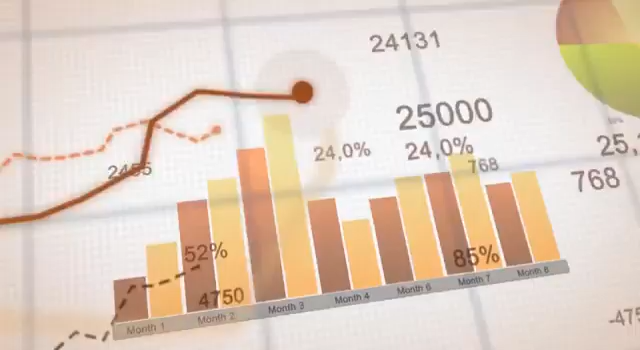 24131
25000
24,0%
24,0%
25,
2455
768
768
52%
85%
4750
Month 1
Month 2
Month 3
Month 4
Month 6
Month 7
Month 8
-475